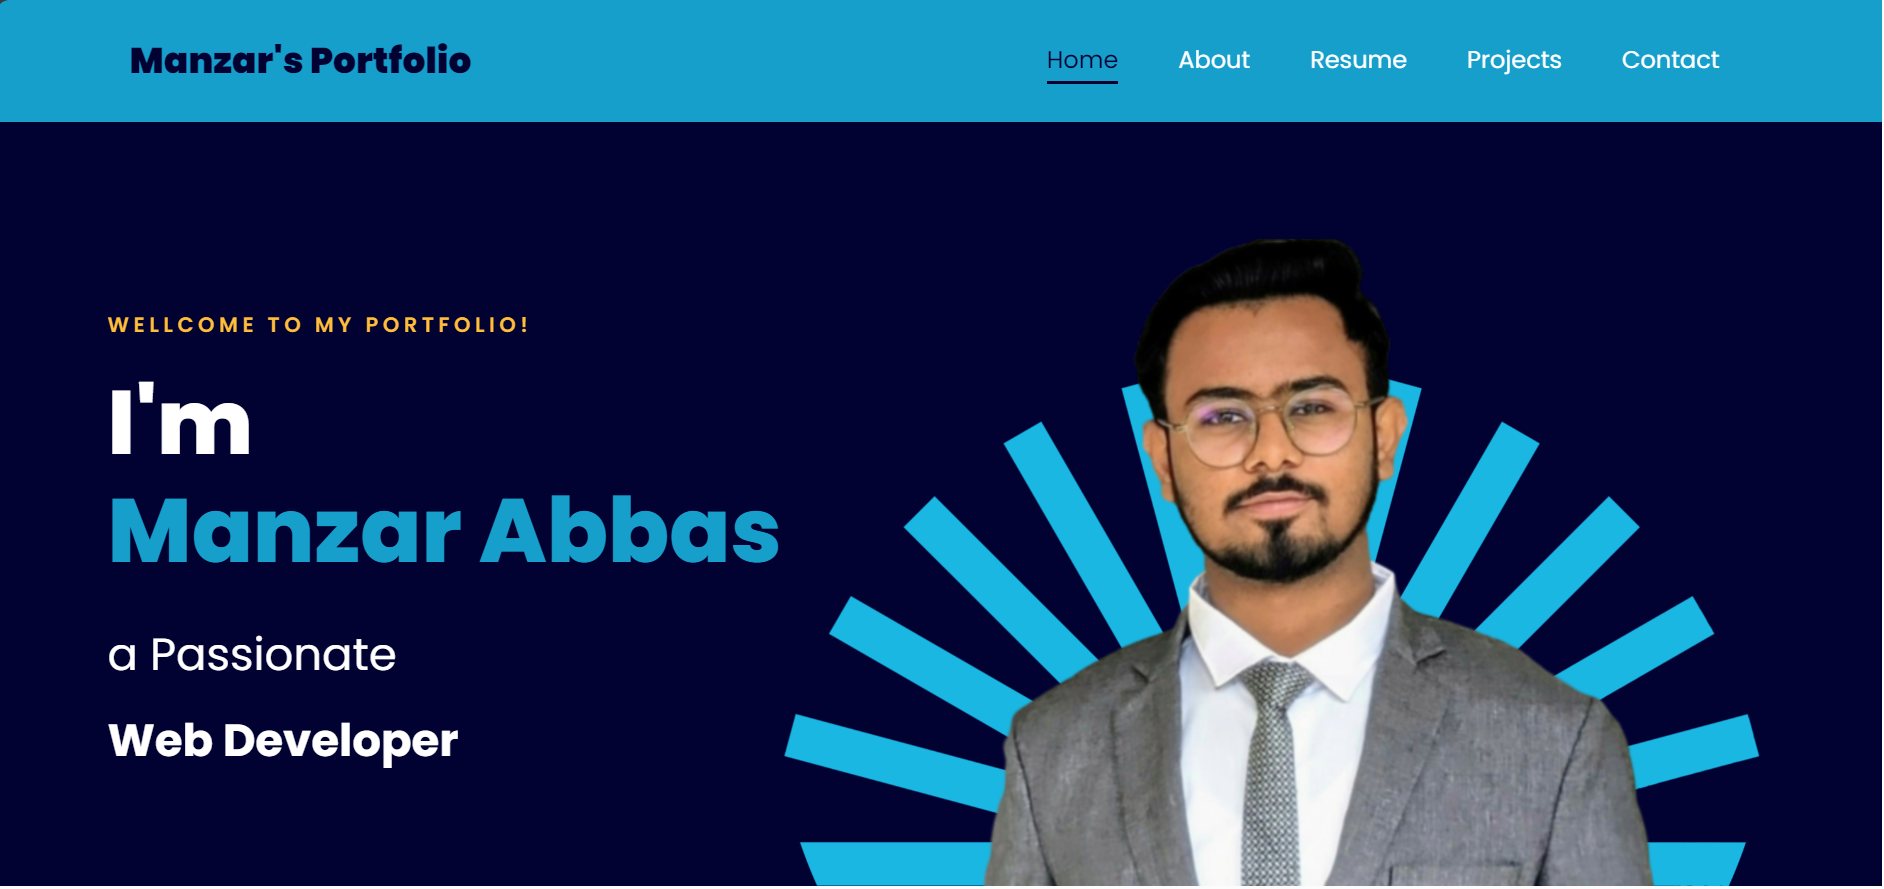 Manzar's Portfolio
Home About Resume Projects Contact
WELLCOME TO MY PORTFOLIO!
I'm
Manzar Abbas
a Passionate
Web Developer